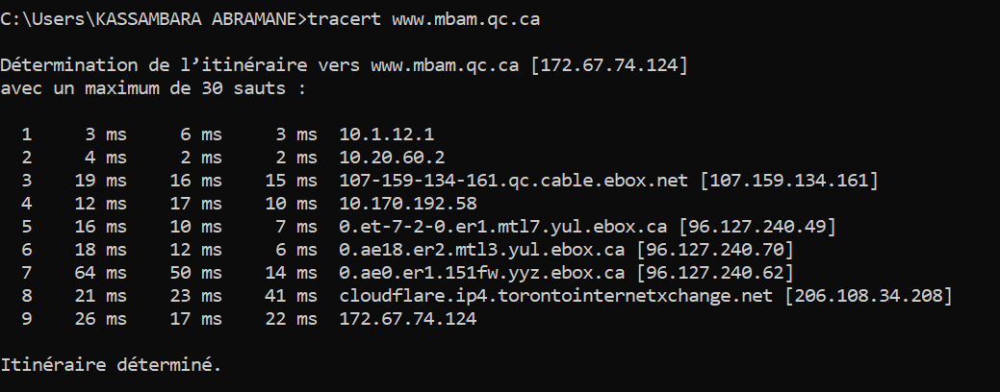 C:\Users\KASSAMBARA ABRAMANE>tracert www.mbam.qc.ca
Détermination de l’itinéraire vers www.mbam.qc.ca [172.67.74.124]
avec un maximum de 30 sauts :
1 3 ms 6 ms 3 ms 10.1.12.1
2 4 ms 2 ms 2 ms 10.20.60.2
3 19 ms 16 ms 15 ms 107-159-134-161.qc.cable.ebox.net [107.159.134.161]
4 12 ms 17 ms 10 ms 10.170.192.58
5 16 ms 10 ms 7 ms 0.et-7-2-0.er1.mtl7.yul.ebox.ca [96.127.240.49]
6 18 ms 12 ms 6 ms 0.ae18.er2.mtl3.yul.ebox.ca [96.127.240.70]
7 64 ms 50 ms 14 ms 0.ae0.er1.151fw.yyz.ebox.ca [96.127.240.62]
8 21 ms 23 ms 41 ms cloudflare.ip4.torontointernetxchange.net [206.108.34.208]
9 26 ms 17 ms 22 ms 172.67.74.124
Itinéraire déterminé.